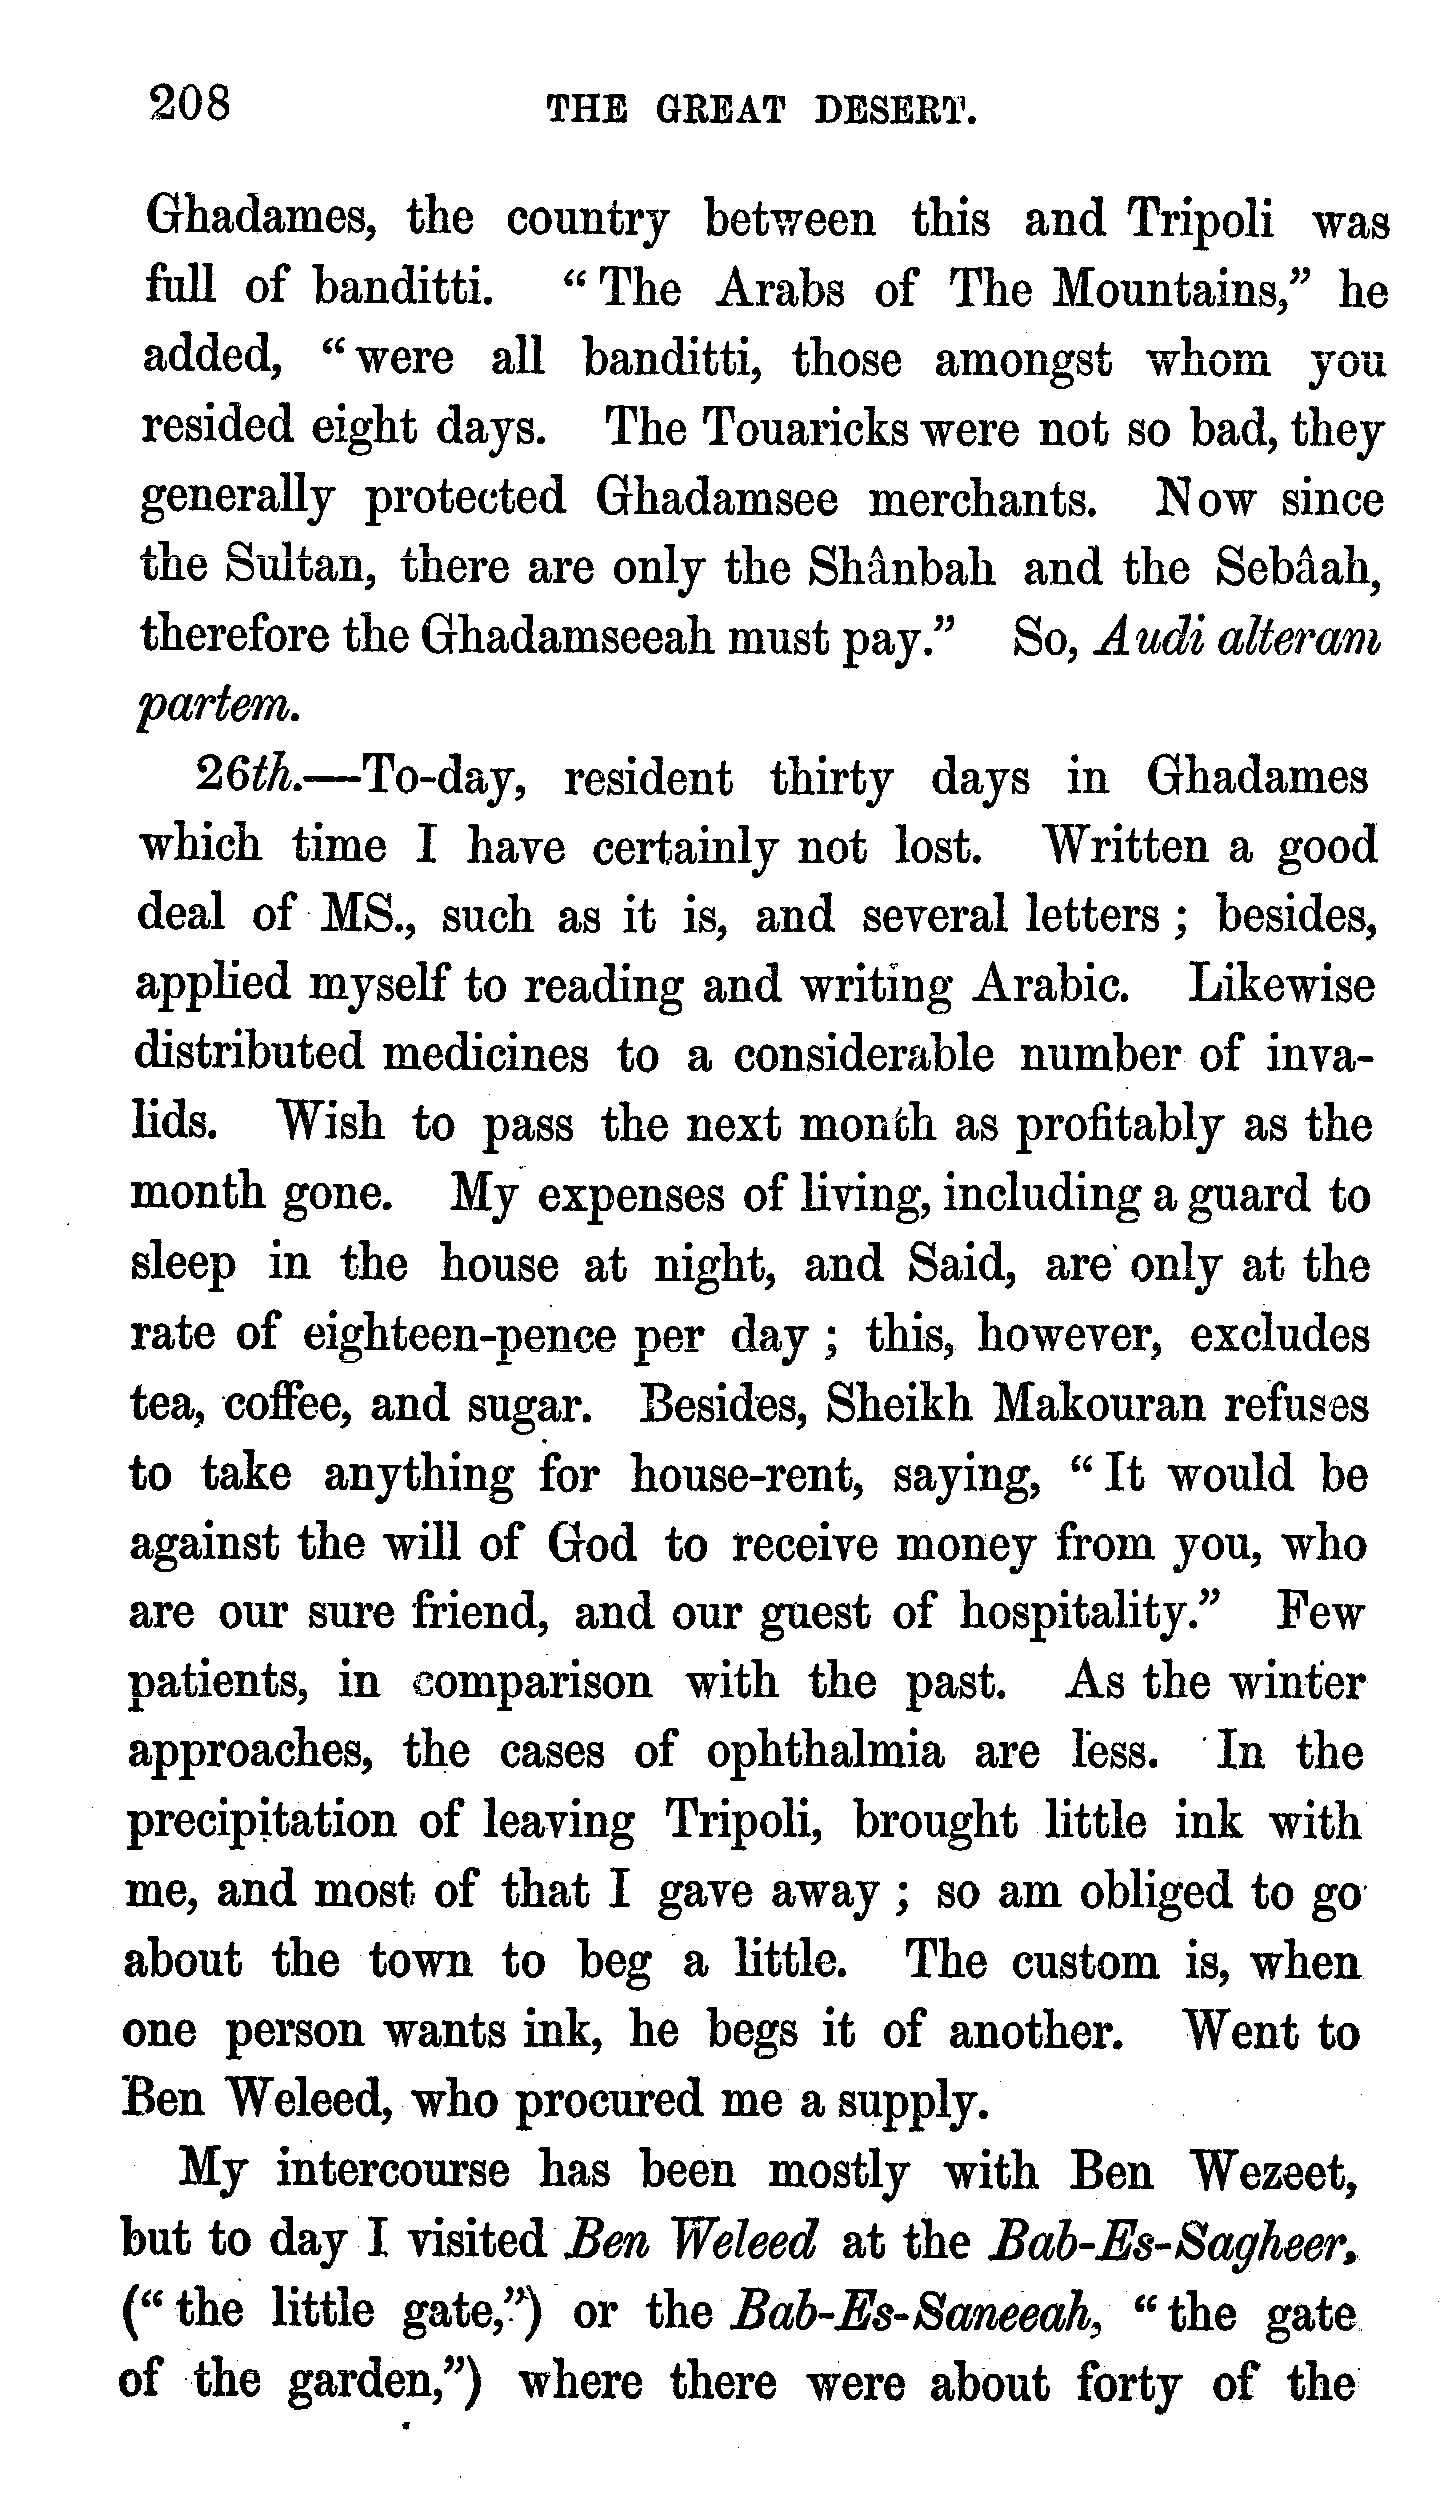 208 THE GREAT DESERT.
Ghadames, the country between this and Tripoli was
full of banditti. “The Arabs of The Mountains,” he
added, “were all banditti, those amongst whom you
resided eight days. The Touaricks were not so bad, they
generally protected Ghadamsee merchants. Now since
the Sultan, there are only the Shânbah and the Sebâah,
therefore the Ghadamseeah must pay.” So, Audi alteram
partem.
26th.—To-day, resident thirty days in Ghadames
which time I have certainly not lost. Written a good
deal of MS., such as it is, and several letters; besides,
applied myself to reading and writing Arabic. Likewise
distributed medicines to a considerable number of inva-
lids. Wish to pass the next month as profitably as the
month gone. My expenses of living, including a guard to
sleep in the house at night, and Said, are only at the
rate of eighteen-pence per day; this, however, excludes
tea, coffee, and sugar. Besides, Sheikh Makouran refuses
to take anything for house-rent, saying, “It would be
against the will of God to receive money from you, who
are our sure friend, and our guest of hospitality.” Few
patients, in comparison with the past. As the winter
approaches, the cases of ophthalmia are less. In the
precipitation of leaving Tripoli, brought little ink with
me, and most of that I gave away; so am obliged to go
about the town to beg a little. The custom is, when
one person wants ink, he begs it of another. Went to
Ben Weleed, who procured me a supply.
My intercourse has been mostly with Ben Wezeet,
but to day I visited Ben Weleed at the Bab-Es-Sagheer,
(“the little gate,”) or the Bab-Es-Saneeah, “the gate
of the garden,”) where there were about forty of the